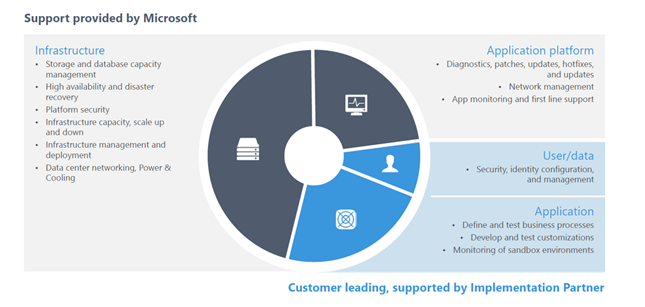 Support provided by Microsoft
Infrastructure
• Storage and database capacity
management
• High availability and disaster
recovery
• Platform security
• Infrastructure capacity, scale up
and down
• Infrastructure management and
deployment
• Data center networking, Power &
Cooling
Application platform
• Diagnostics, patches, updates, hotfixes,
and updates
• Network management
• App monitoring and first line support
User/data
• Security, identity configuration,
and management
Application
• Define and test business processes
• Develop and test customizations
• Monitoring of sandbox environments
Customer leading, supported by Implementation Partner